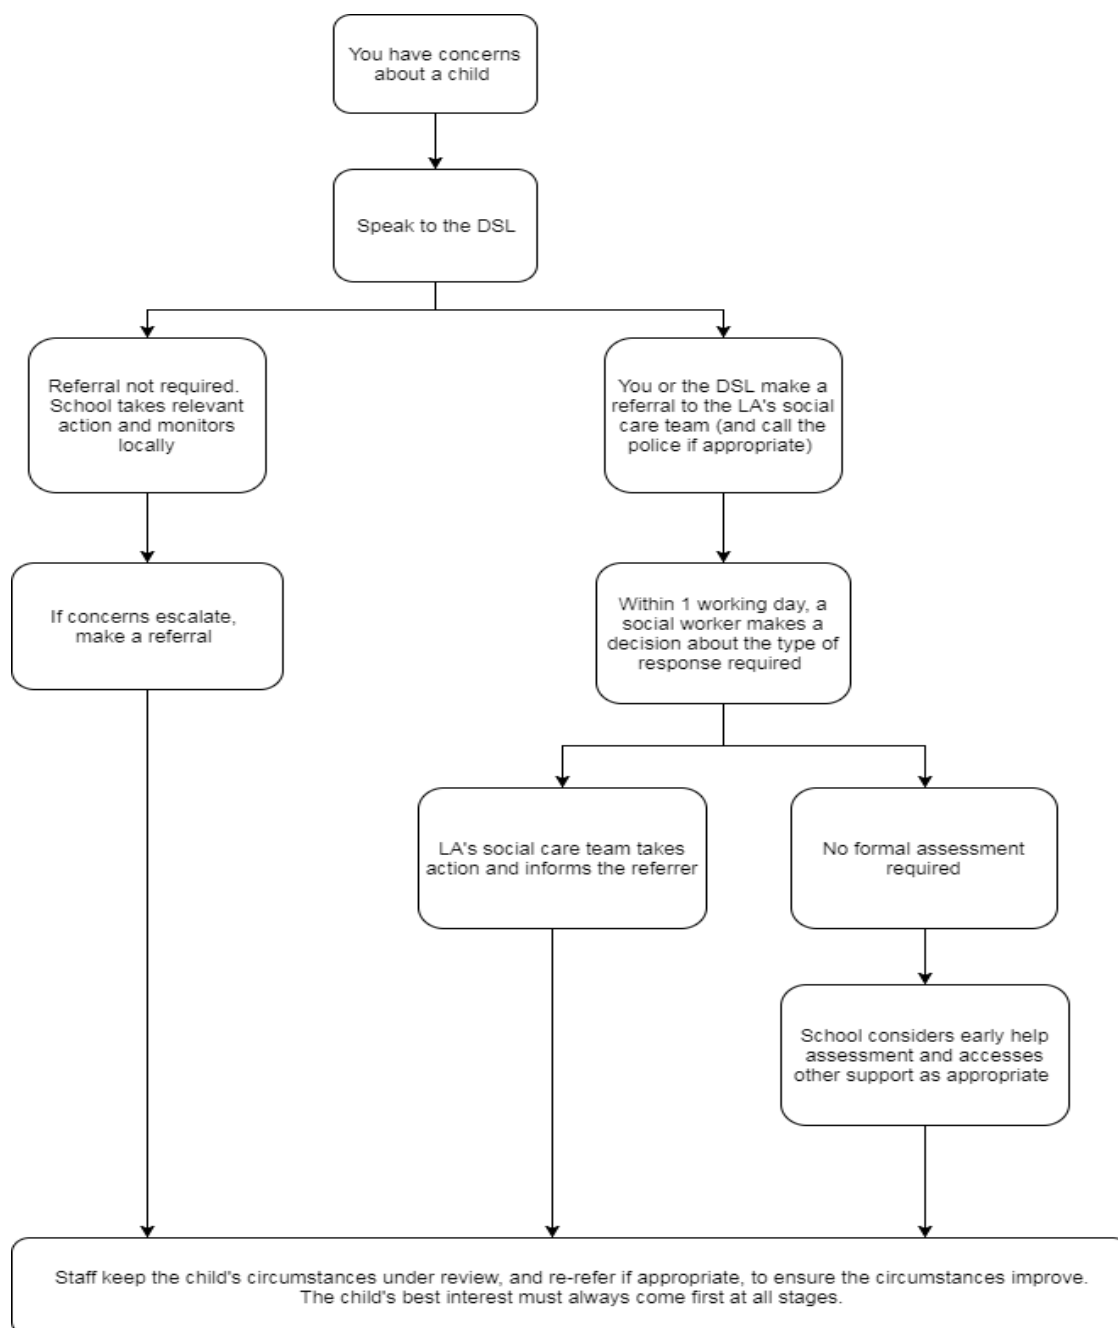 You have concerns
about a child
Speak to the DSL
Referral not required.
School takes relevant
action and monitors
locally
You or the DSL make a
referral to the LA's social
care team (and call the
police if appropriate)
If concerns escalate,
make a referral
Within 1 working day, a
social worker makes a
decision about the type of
response required
LA's social care team takes
action and informs the referrer
No formal assessment
required
School considers early help
assessment and accesses
other support as appropriate
Staff keep the child's circumstances under review, and re-refer if appropriate, to ensure the circumstances improve.
The child's best interest must always come first at all stages.